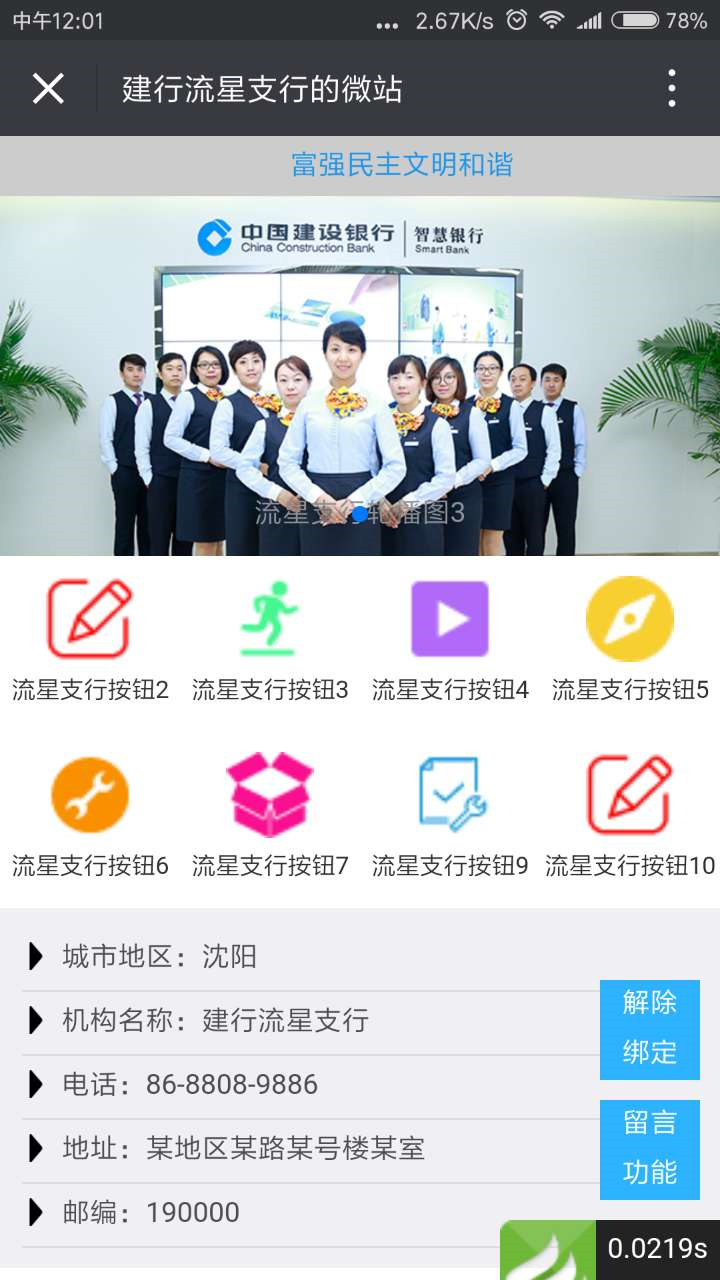 中午12:01
... 2.67K/s 78%
建行流星支行的微站
富强民主文明和谐
中国建设银行 智慧银行
China Construction Bank Smart Bank
流星支行轮播图3
流星支行按钮2 流星支行按钮3 流星支行按钮4 流星支行按钮5
流星支行按钮6 流星支行按钮7 流星支行按钮9 流星支行按钮10
城市地区：沈阳
机构名称：建行流星支行
电话：86-8808-9886
地址：某地区某路某号楼某室
邮编：190000
解除
绑定
留言
功能
0.0219s